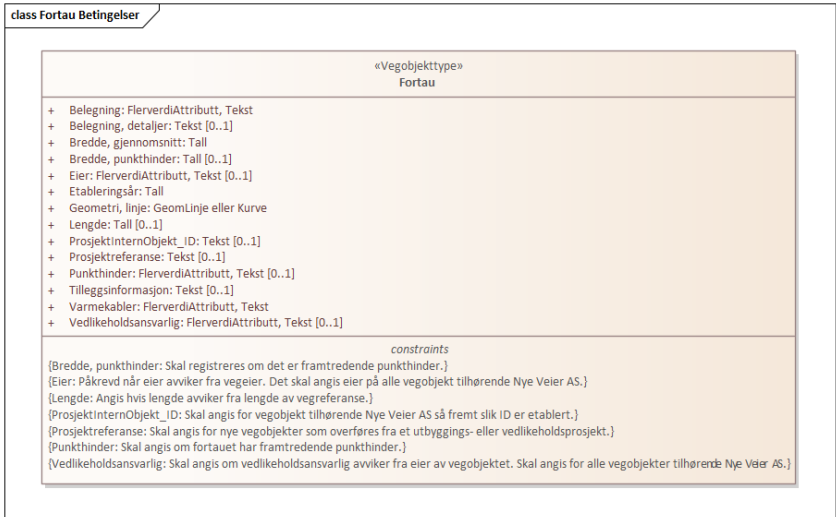 class Fortau Betingelser
«Vegobjekttype»
Fortau
+ Belegning: FlerverdiAttributt, Tekst
+ Belegning, detaljer: Tekst [0..1]
+ Bredde, gjennomsnitt: Tall
+ Bredde, punkthinder: Tall [0..1]
+ Eier: FlerverdiAttributt, Tekst [0..1]
+ Etableringsår: Tall
+ Geometri, linje: GeomLinje eller Kurve
+ Lengde: Tall [0..1]
+ ProsjektInternObjekt_ID: Tekst [0..1]
+ Prosjektreferanse: Tekst [0..1]
+ Punkthinder: FlerverdiAttributt, Tekst [0..1]
+ Tilleggsinformasjon: Tekst [0..1]
+ Varmekabler: FlerverdiAttributt, Tekst
+ Vedlikeholdsansvarlig: FlerverdiAttributt, Tekst [0..1]
constraints
{Bredde, punkthinder: Skal registreres om det er framtredende punkthinder.}
{Eier: Påkrevd når eier avviker fra vegeier. Det skal angis eier på alle vegobjekt tilhørende Nye Veier AS.}
{Lengde: Angis hvis lengde avviker fra lengde av vegreferanse.}
{ProsjektInternObjekt_ID: Skal angis for vegobjekt tilhørende Nye Veier AS så fremt slik ID er etablert.}
{Prosjektreferanse: Skal angis for nye vegobjekter som overføres fra et utbyggings- eller vedlikeholdsprosjekt.}
{Punkthinder: Skal angis om fortauet har framtredende punkthinder.}
{Vedlikeholdsansvarlig: Skal angis om vedlikeholdsansvarlig avviker fra eier av vegobjektet. Skal angis for alle vegobjekter tilhørende Nye Veier AS.}